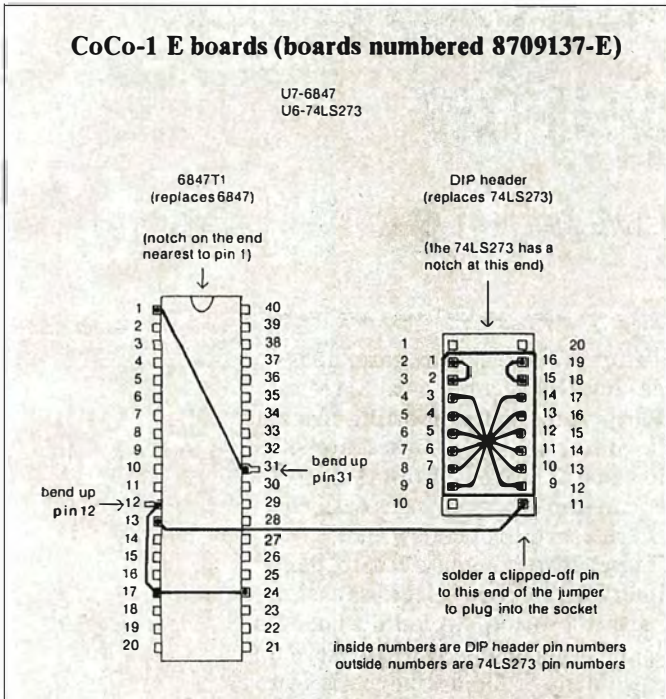 CoCo-1 E boards (boards numbered 8709137-E)
U7-6847
U6-74LS273
6847T1
(replaces 6847)
(notch on the end
nearest to pin 1)
1 40
2 39
3 38
4 37
5 36
6 35
7 34
8 33
9 32
10 31
11 30
12 29
13 28
14 27
15 26
16 25
17 24
18 23
19 22
20 21
bend up
pin 31
bend up
pin 12
DIP header
(replaces 74LS273)
(the 74LS273 has a
notch at this end)
1 20
2 1 16 19
3 2 15 18
4 3 14 17
5 4 13 16
6 5 12 15
7 6 11 14
8 7 10 13
9 8 9 12
10 11
solder a clipped-off pin
to this end of the jumper
to plug into the socket
inside numbers are DIP header pin numbers
outside numbers are 74LS273 pin numbers